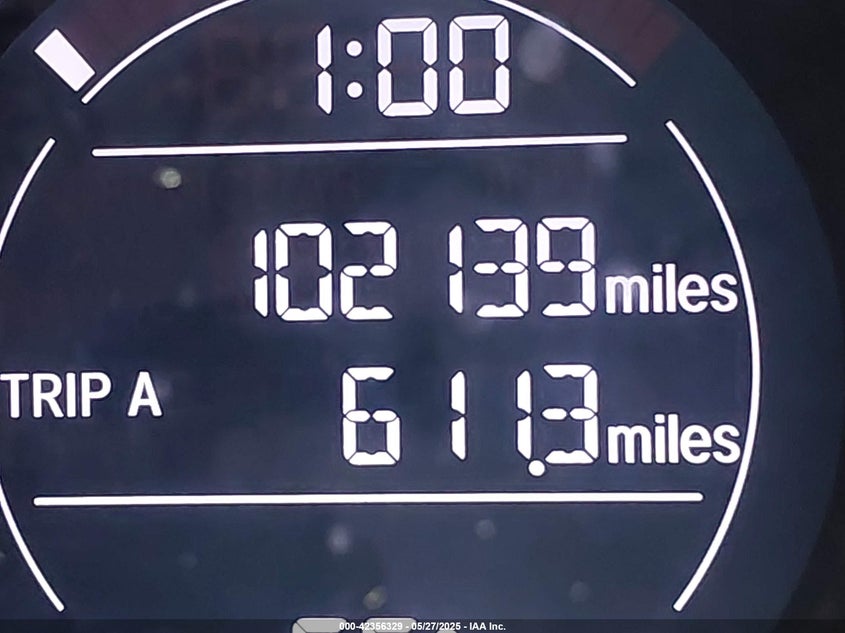 1:00
102139 miles
TRIP A 611.3 miles
000-42356329 - 05/27/2025 - IAA Inc.